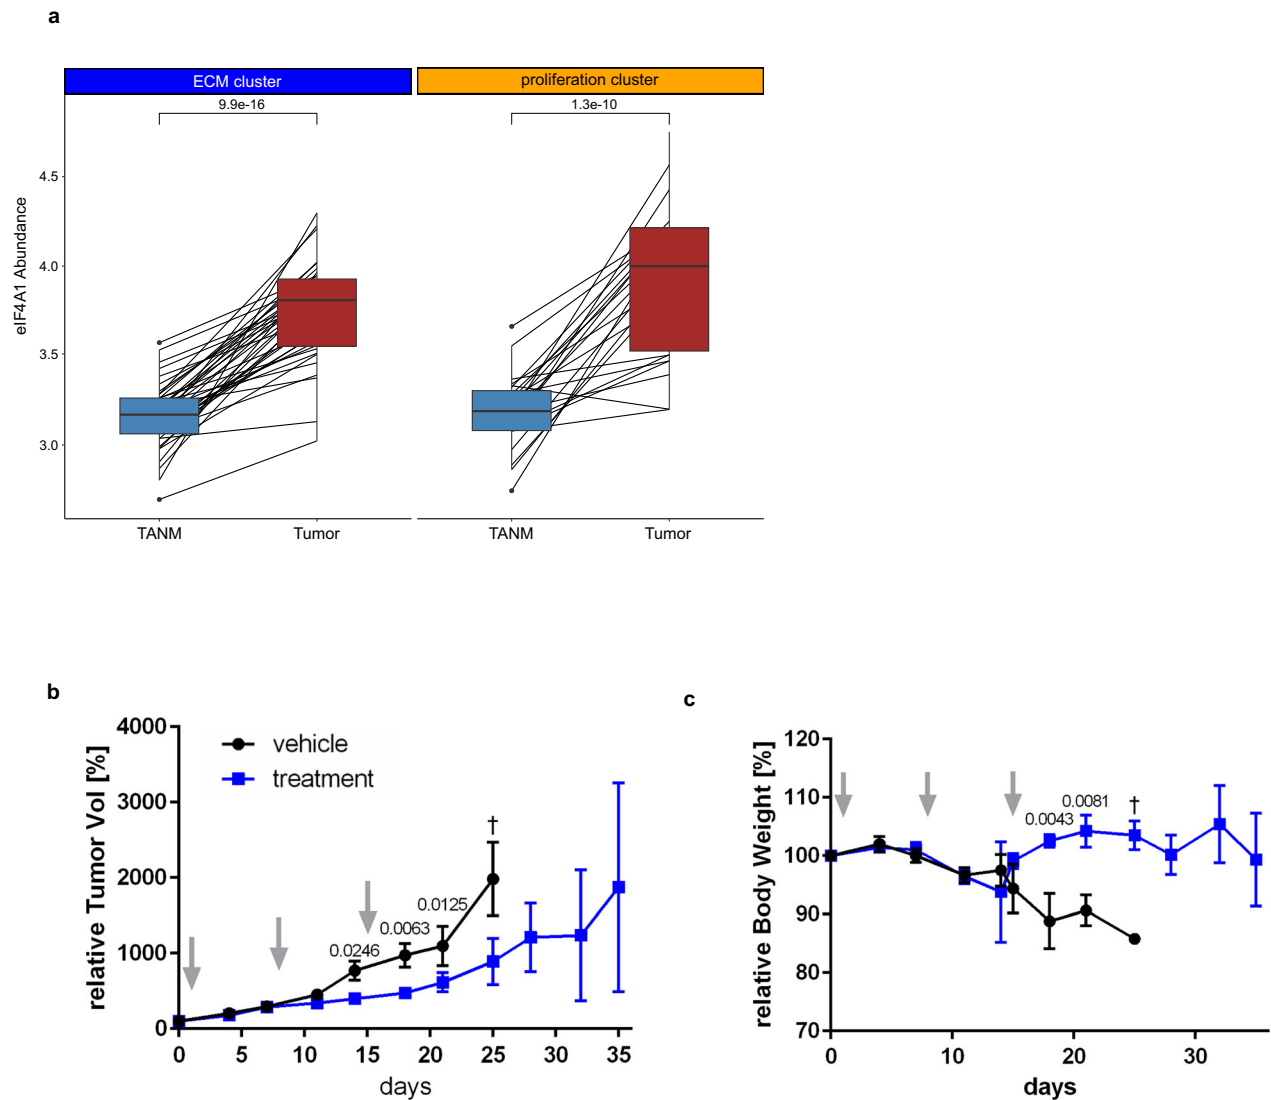 a
ECM cluster
proliferation cluster
9.9e-16
1.3e-10
eIF4A1 Abundance
4.5
4.0
3.5
3.0
TANM
Tumor
TANM
Tumor
b
relative Tumor Vol [%]
4000
3000
2000
1000
0
vehicle
treatment
†
0.0246
0.0063
0.0125
0
5
10
15
20
25
30
35
days
c
relative Body Weight [%]
120
110
100
90
80
70
0.0043
0.0081
†
0
10
20
30
days